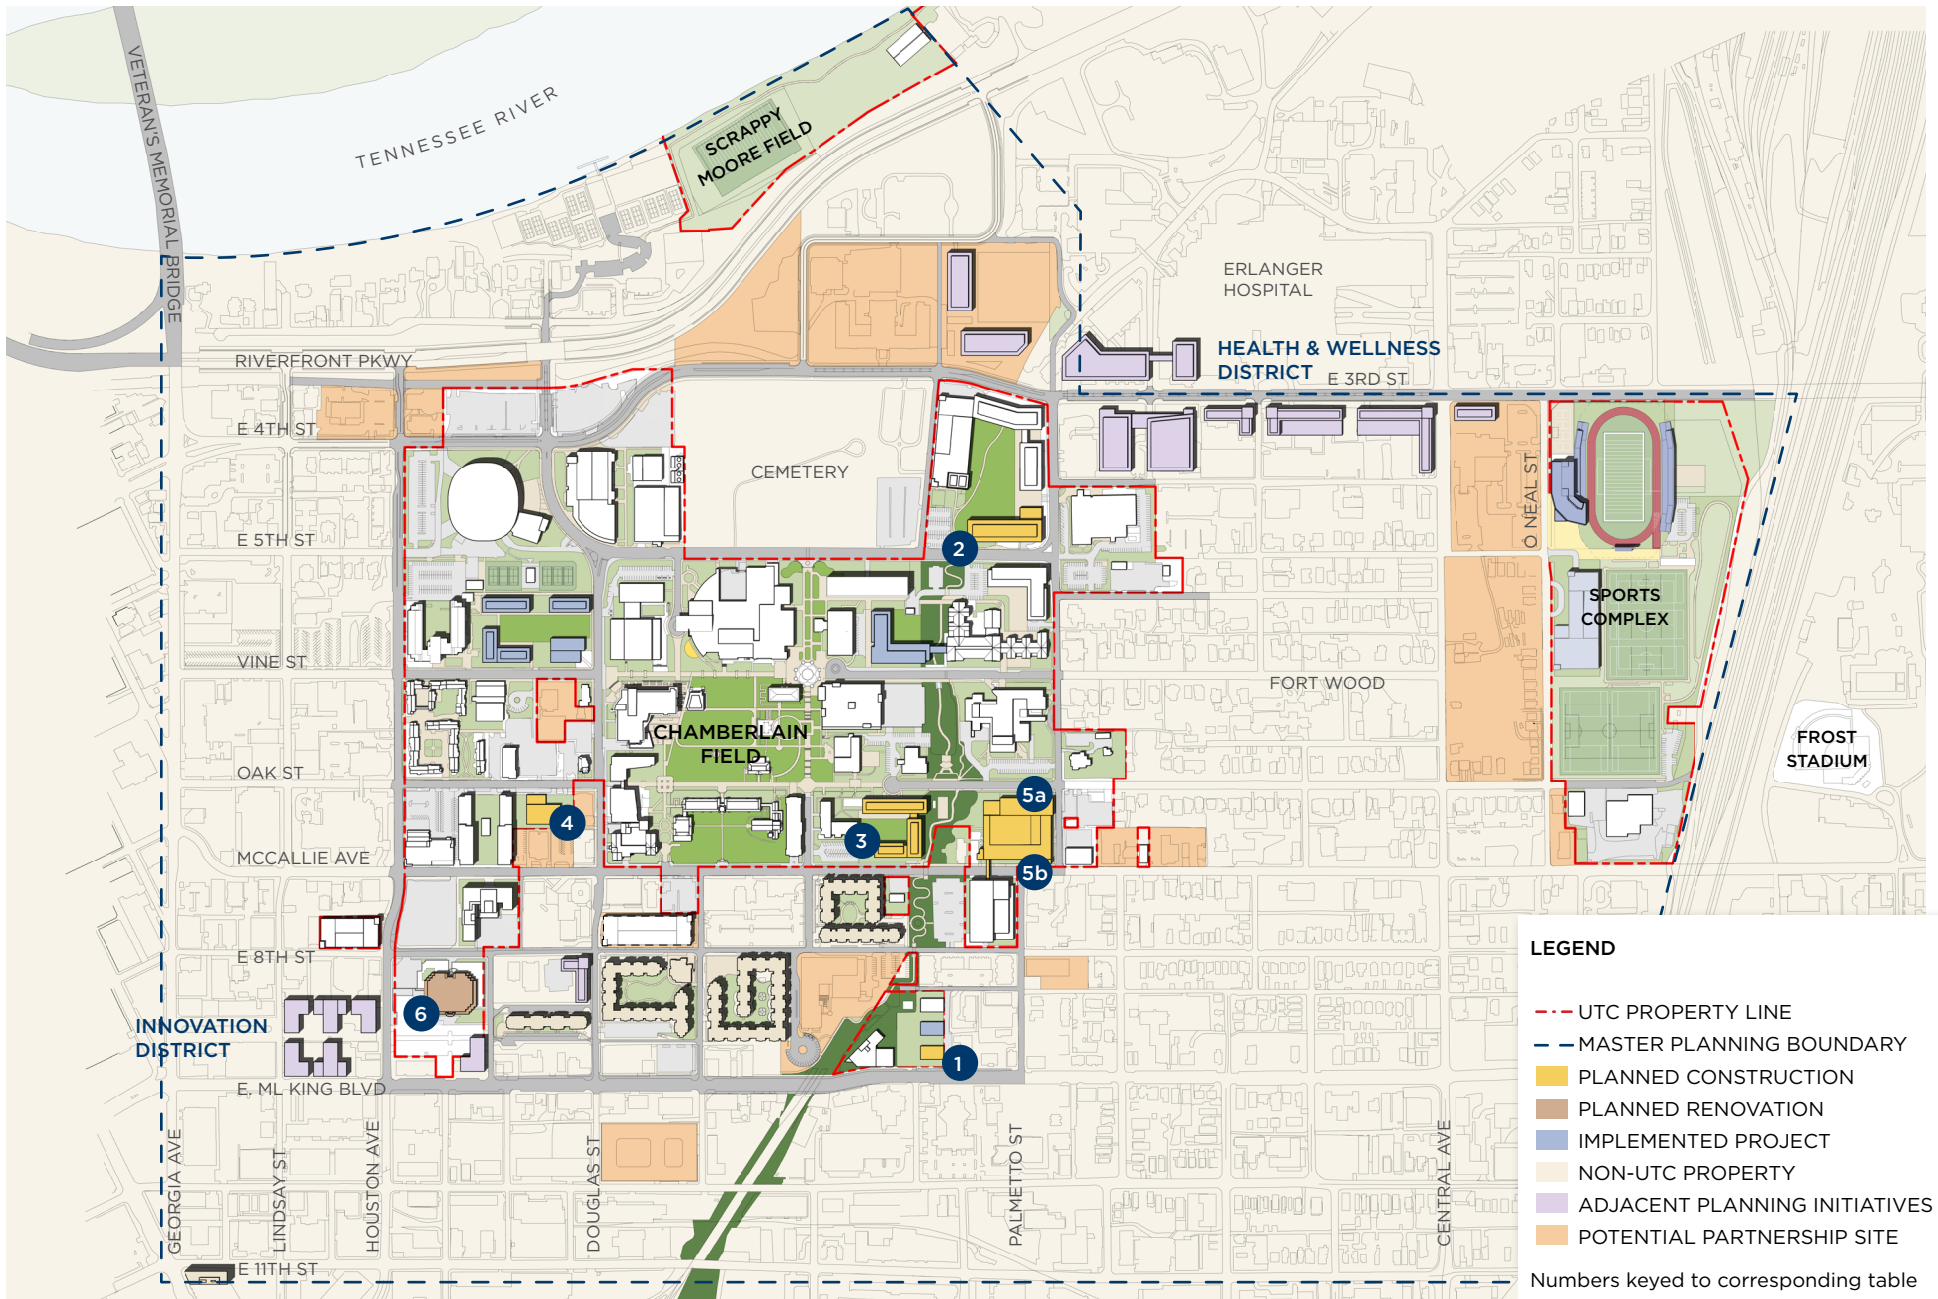 VETERAN'S MEMORIAL BRIDGE
TENNESSEE RIVER
SCRAPPY
MOORE FIELD
ERLANGER
HOSPITAL
RIVERFRONT PKWY
HEALTH & WELLNESS
DISTRICT
E 3RD ST
E 4TH ST
CEMETERY
O NEAL ST
E 5TH ST
2
SPORTS
COMPLEX
VINE ST
FORT WOOD
CHAMBERLAIN
FIELD
FROST
STADIUM
OAK ST
5a
4
3
MCCALLIE AVE
5b
E 8TH ST
6
INNOVATION
DISTRICT
1
E. ML KING BLVD
GEORGIA AVE
LINDSAY ST
HOUSTON AVE
DOUGLAS ST
PALMETTO ST
CENTRAL AVE
E 11TH ST
LEGEND
UTC PROPERTY LINE
MASTER PLANNING BOUNDARY
PLANNED CONSTRUCTION
PLANNED RENOVATION
IMPLEMENTED PROJECT
NON-UTC PROPERTY
ADJACENT PLANNING INITIATIVES
POTENTIAL PARTNERSHIP SITE
Numbers keyed to corresponding table